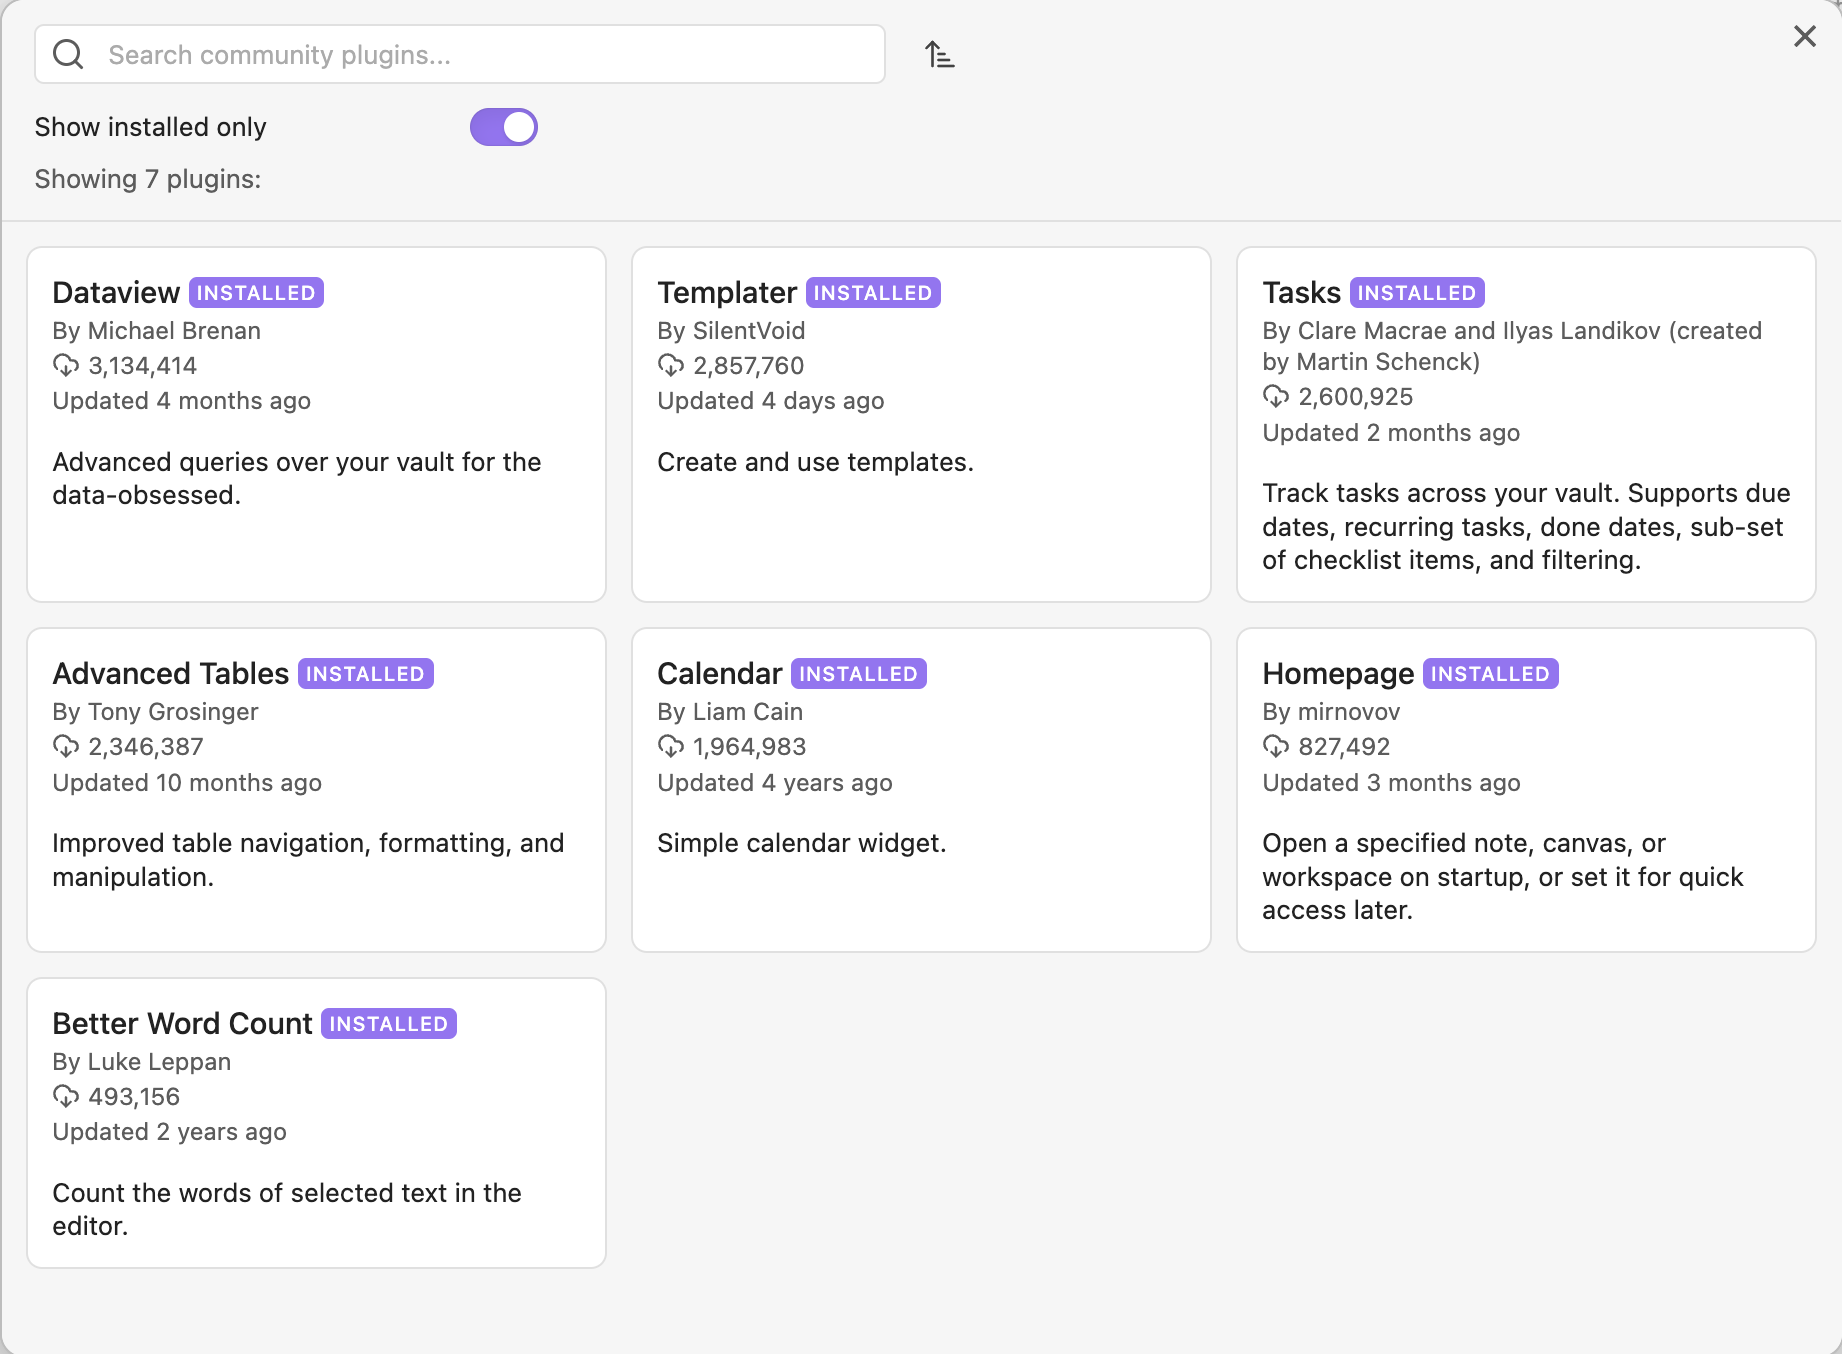 Search community plugins...
Show installed only
Showing 7 plugins:
Dataview INSTALLED
By Michael Brenan
3,134,414
Updated 4 months ago
Advanced queries over your vault for the
data-obsessed.
Templater INSTALLED
By SilentVoid
2,857,760
Updated 4 days ago
Create and use templates.
Tasks INSTALLED
By Clare Macrae and Ilyas Landikov (created
by Martin Schenck)
2,600,925
Updated 2 months ago
Track tasks across your vault. Supports due
dates, recurring tasks, done dates, sub-set
of checklist items, and filtering.
Advanced Tables INSTALLED
By Tony Grosinger
2,346,387
Updated 10 months ago
Improved table navigation, formatting, and
manipulation.
Calendar INSTALLED
By Liam Cain
1,964,983
Updated 4 years ago
Simple calendar widget.
Homepage INSTALLED
By mirnovov
827,492
Updated 3 months ago
Open a specified note, canvas, or
workspace on startup, or set it for quick
access later.
Better Word Count INSTALLED
By Luke Leppan
493,156
Updated 2 years ago
Count the words of selected text in the
editor.